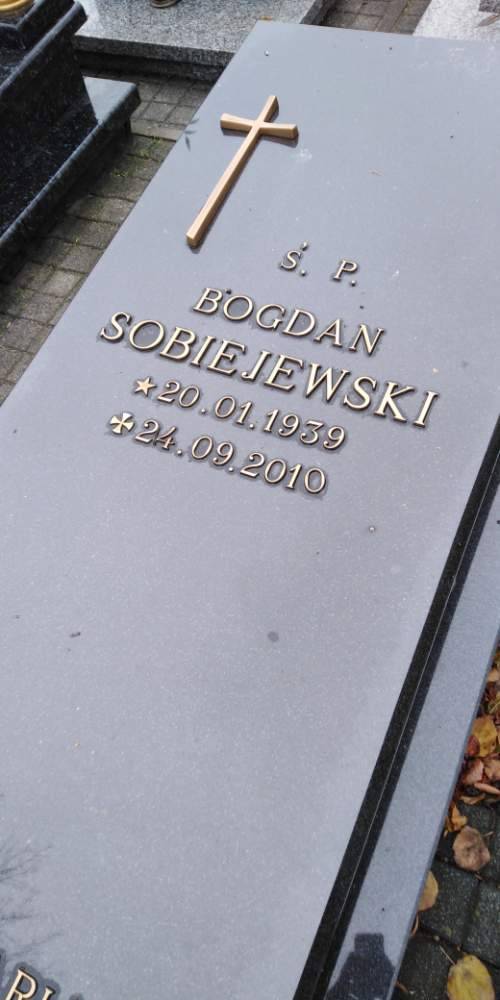 Ś. P.
BOGDAN
SOBIEJEWSKI
20.01.1939
24.09.2010